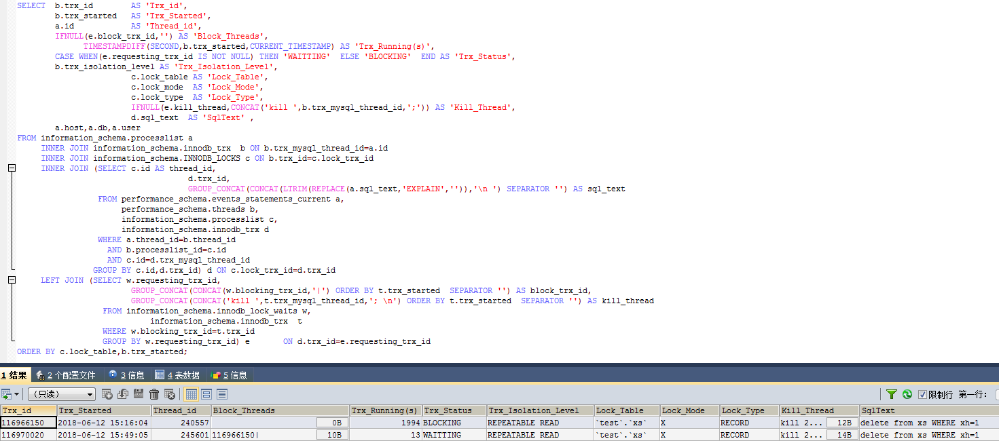 SELECT  b.trx_id        AS 'Trx_id',
        b.trx_started   AS 'Trx_Started',
        a.id            AS 'Thread_id',
        IFNULL(e.block_trx_id,'') AS 'Block_Threads',
              TIMESTAMPDIFF(SECOND,b.trx_started,CURRENT_TIMESTAMP) AS 'Trx_Running(s)',
        CASE WHEN(e.requesting_trx_id IS NOT NULL) THEN 'WAITTING'  ELSE 'BLOCKING'  END AS 'Trx_Status',
        b.trx_isolation_level AS 'Trx_Isolation_Level',
                        c.lock_table AS 'Lock_Table',
                        c.lock_mode  AS 'Lock_Mode',
                        c.lock_type  AS 'Lock_Type',
                        IFNULL(e.kill_thread,CONCAT('kill ',b.trx_mysql_thread_id,';')) AS 'Kill_Thread',
                        d.sql_text  AS 'SqlText' ,
        a.host,a.db,a.user
FROM information_schema.processlist a
     INNER JOIN information_schema.innodb_trx  b ON b.trx_mysql_thread_id=a.id
     INNER JOIN information_schema.INNODB_LOCKS c ON b.trx_id=c.lock_trx_id
     INNER JOIN (SELECT c.id AS thread_id,
                                    d.trx_id,
                                    GROUP_CONCAT(CONCAT(LTRIM(REPLACE(a.sql_text,'EXPLAIN','')),'\n ') SEPARATOR '') AS sql_text
                 FROM performance_schema.events_statements_current a,
                      performance_schema.threads b,
                      information_schema.processlist c,
                      information_schema.innodb_trx d
                 WHERE a.thread_id=b.thread_id
                   AND b.processlist_id=c.id
                   AND c.id=d.trx_mysql_thread_id
                GROUP BY c.id,d.trx_id) d ON c.lock_trx_id=d.trx_id
     LEFT JOIN (SELECT w.requesting_trx_id,
                        GROUP_CONCAT(CONCAT(w.blocking_trx_id,'|') ORDER BY t.trx_started  SEPARATOR '') AS block_trx_id,
                        GROUP_CONCAT(CONCAT('kill ',t.trx_mysql_thread_id,'; \n') ORDER BY t.trx_started  SEPARATOR '') AS kill_thread
                  FROM information_schema.innodb_lock_waits w,
                            information_schema.innodb_trx  t
                  WHERE w.blocking_trx_id=t.trx_id
                  GROUP BY w.requesting_trx_id) e       ON d.trx_id=e.requesting_trx_id
ORDER BY c.lock_table,b.trx_started;
1 结果 2 个配置文件 3 信息 4 表数据 5 信息
（只读） 限制行 第一行：
Trx_id Trx_Started Thread_id Block_Threads Trx_Running(s) Trx_Status Trx_Isolation_Level Lock_Table Lock_Mode Lock_Type Kill_Thread SqlText
116966150 2018-06-12 15:16:04 240557 0B 1994 BLOCKING REPEATABLE READ `test`.`xs` X RECORD kill 2... 12B delete from xs WHERE xh=1
116970020 2018-06-12 15:49:05 245601 116966150| 10B 13 WAITTING REPEATABLE READ `test`.`xs` X RECORD kill 2... 14B delete from xs WHERE xh=1